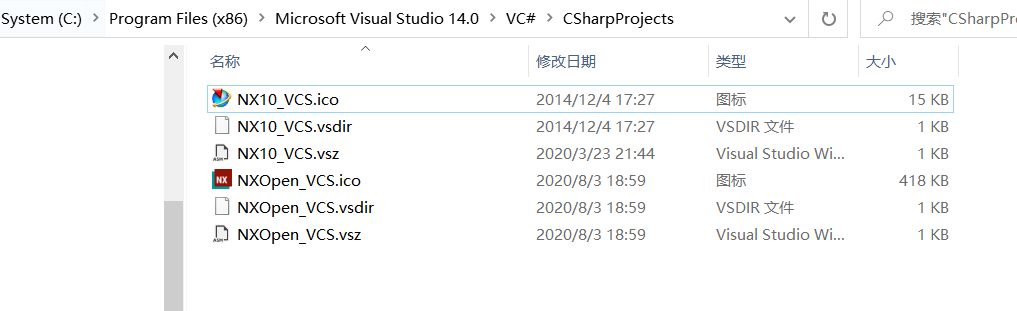 System (C:) > Program Files (x86) > Microsoft Visual Studio 14.0 > VC# > CSharpProjects 搜索"CSharpPr
名称 修改日期 类型 大小
NX10_VCS.ico 2014/12/4 17:27 图标 15 KB
NX10_VCS.vsdir 2014/12/4 17:27 VSDIR 文件 1 KB
NX10_VCS.vsz 2020/3/23 21:44 Visual Studio Wi... 1 KB
NXOpen_VCS.ico 2020/8/3 18:59 图标 418 KB
NXOpen_VCS.vsdir 2020/8/3 18:59 VSDIR 文件 1 KB
NXOpen_VCS.vsz 2020/8/3 18:59 Visual Studio Wi... 1 KB